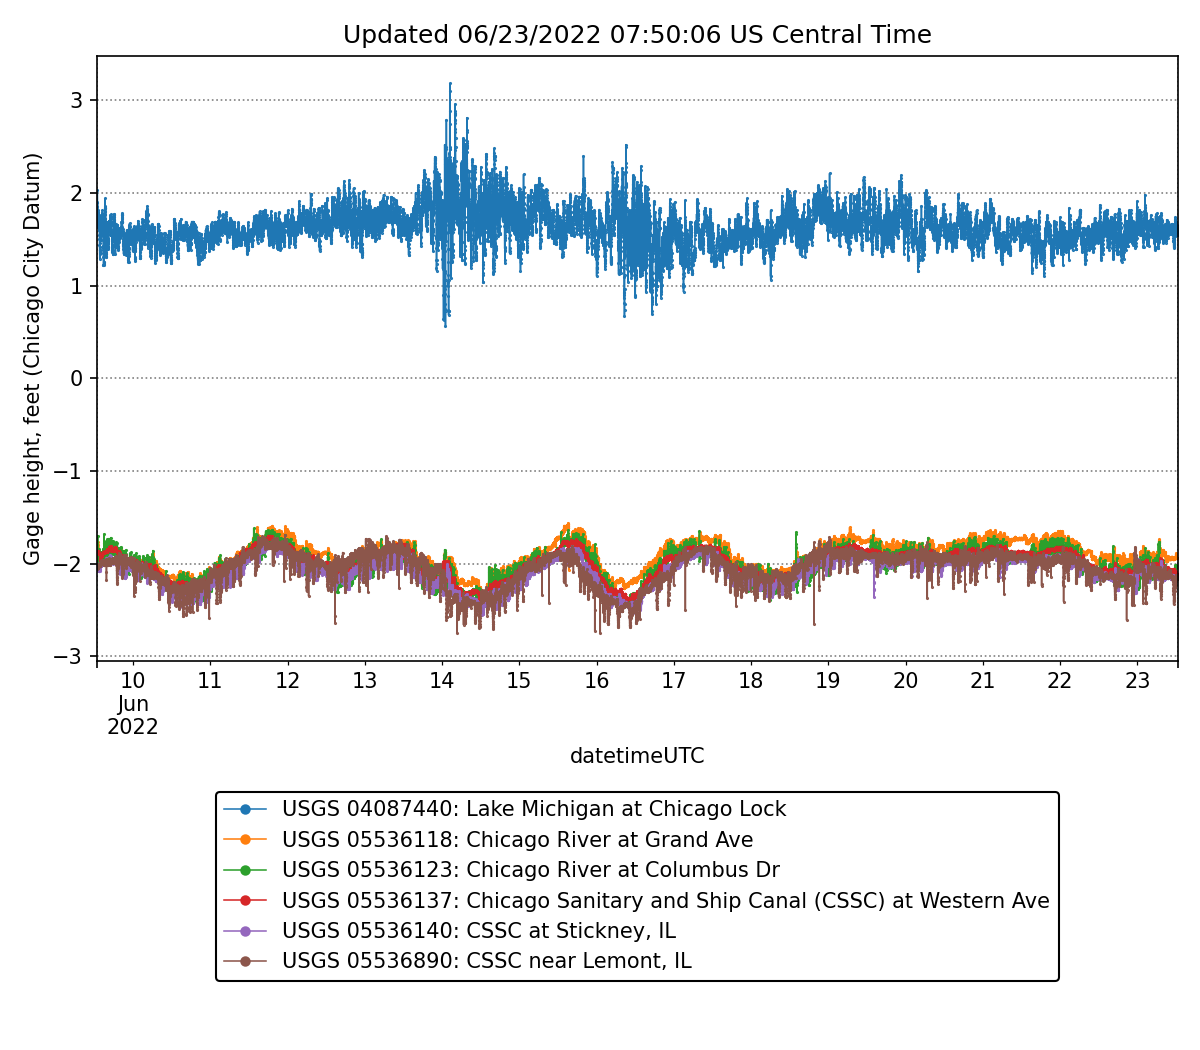 Updated 06/23/2022 07:50:06 US Central Time
Gage height, feet (Chicago City Datum)
3
2
1
0
−1
−2
−3
10 11 12 13 14 15 16 17 18 19 20 21 22 23
Jun
2022
datetimeUTC
USGS 04087440: Lake Michigan at Chicago Lock
USGS 05536118: Chicago River at Grand Ave
USGS 05536123: Chicago River at Columbus Dr
USGS 05536137: Chicago Sanitary and Ship Canal (CSSC) at Western Ave
USGS 05536140: CSSC at Stickney, IL
USGS 05536890: CSSC near Lemont, IL